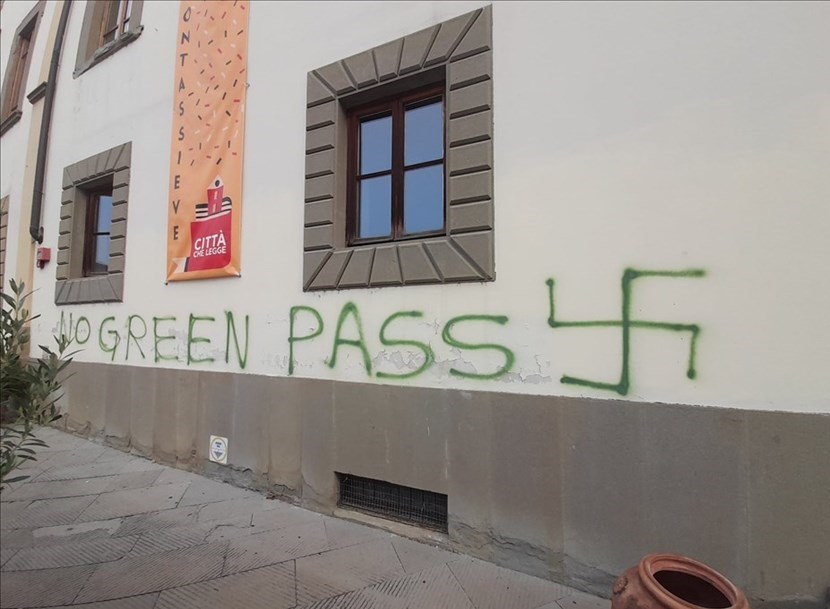 ONTASSIEVE
CITTÀ
CHE LEGGE
NO GREEN PASS